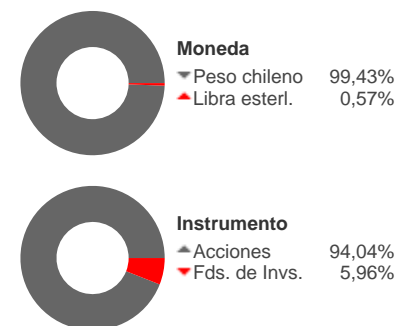 Moneda
Peso chileno 99,43%
Libra esterl. 0,57%
Instrumento
Acciones 94,04%
Fds. de Invs. 5,96%